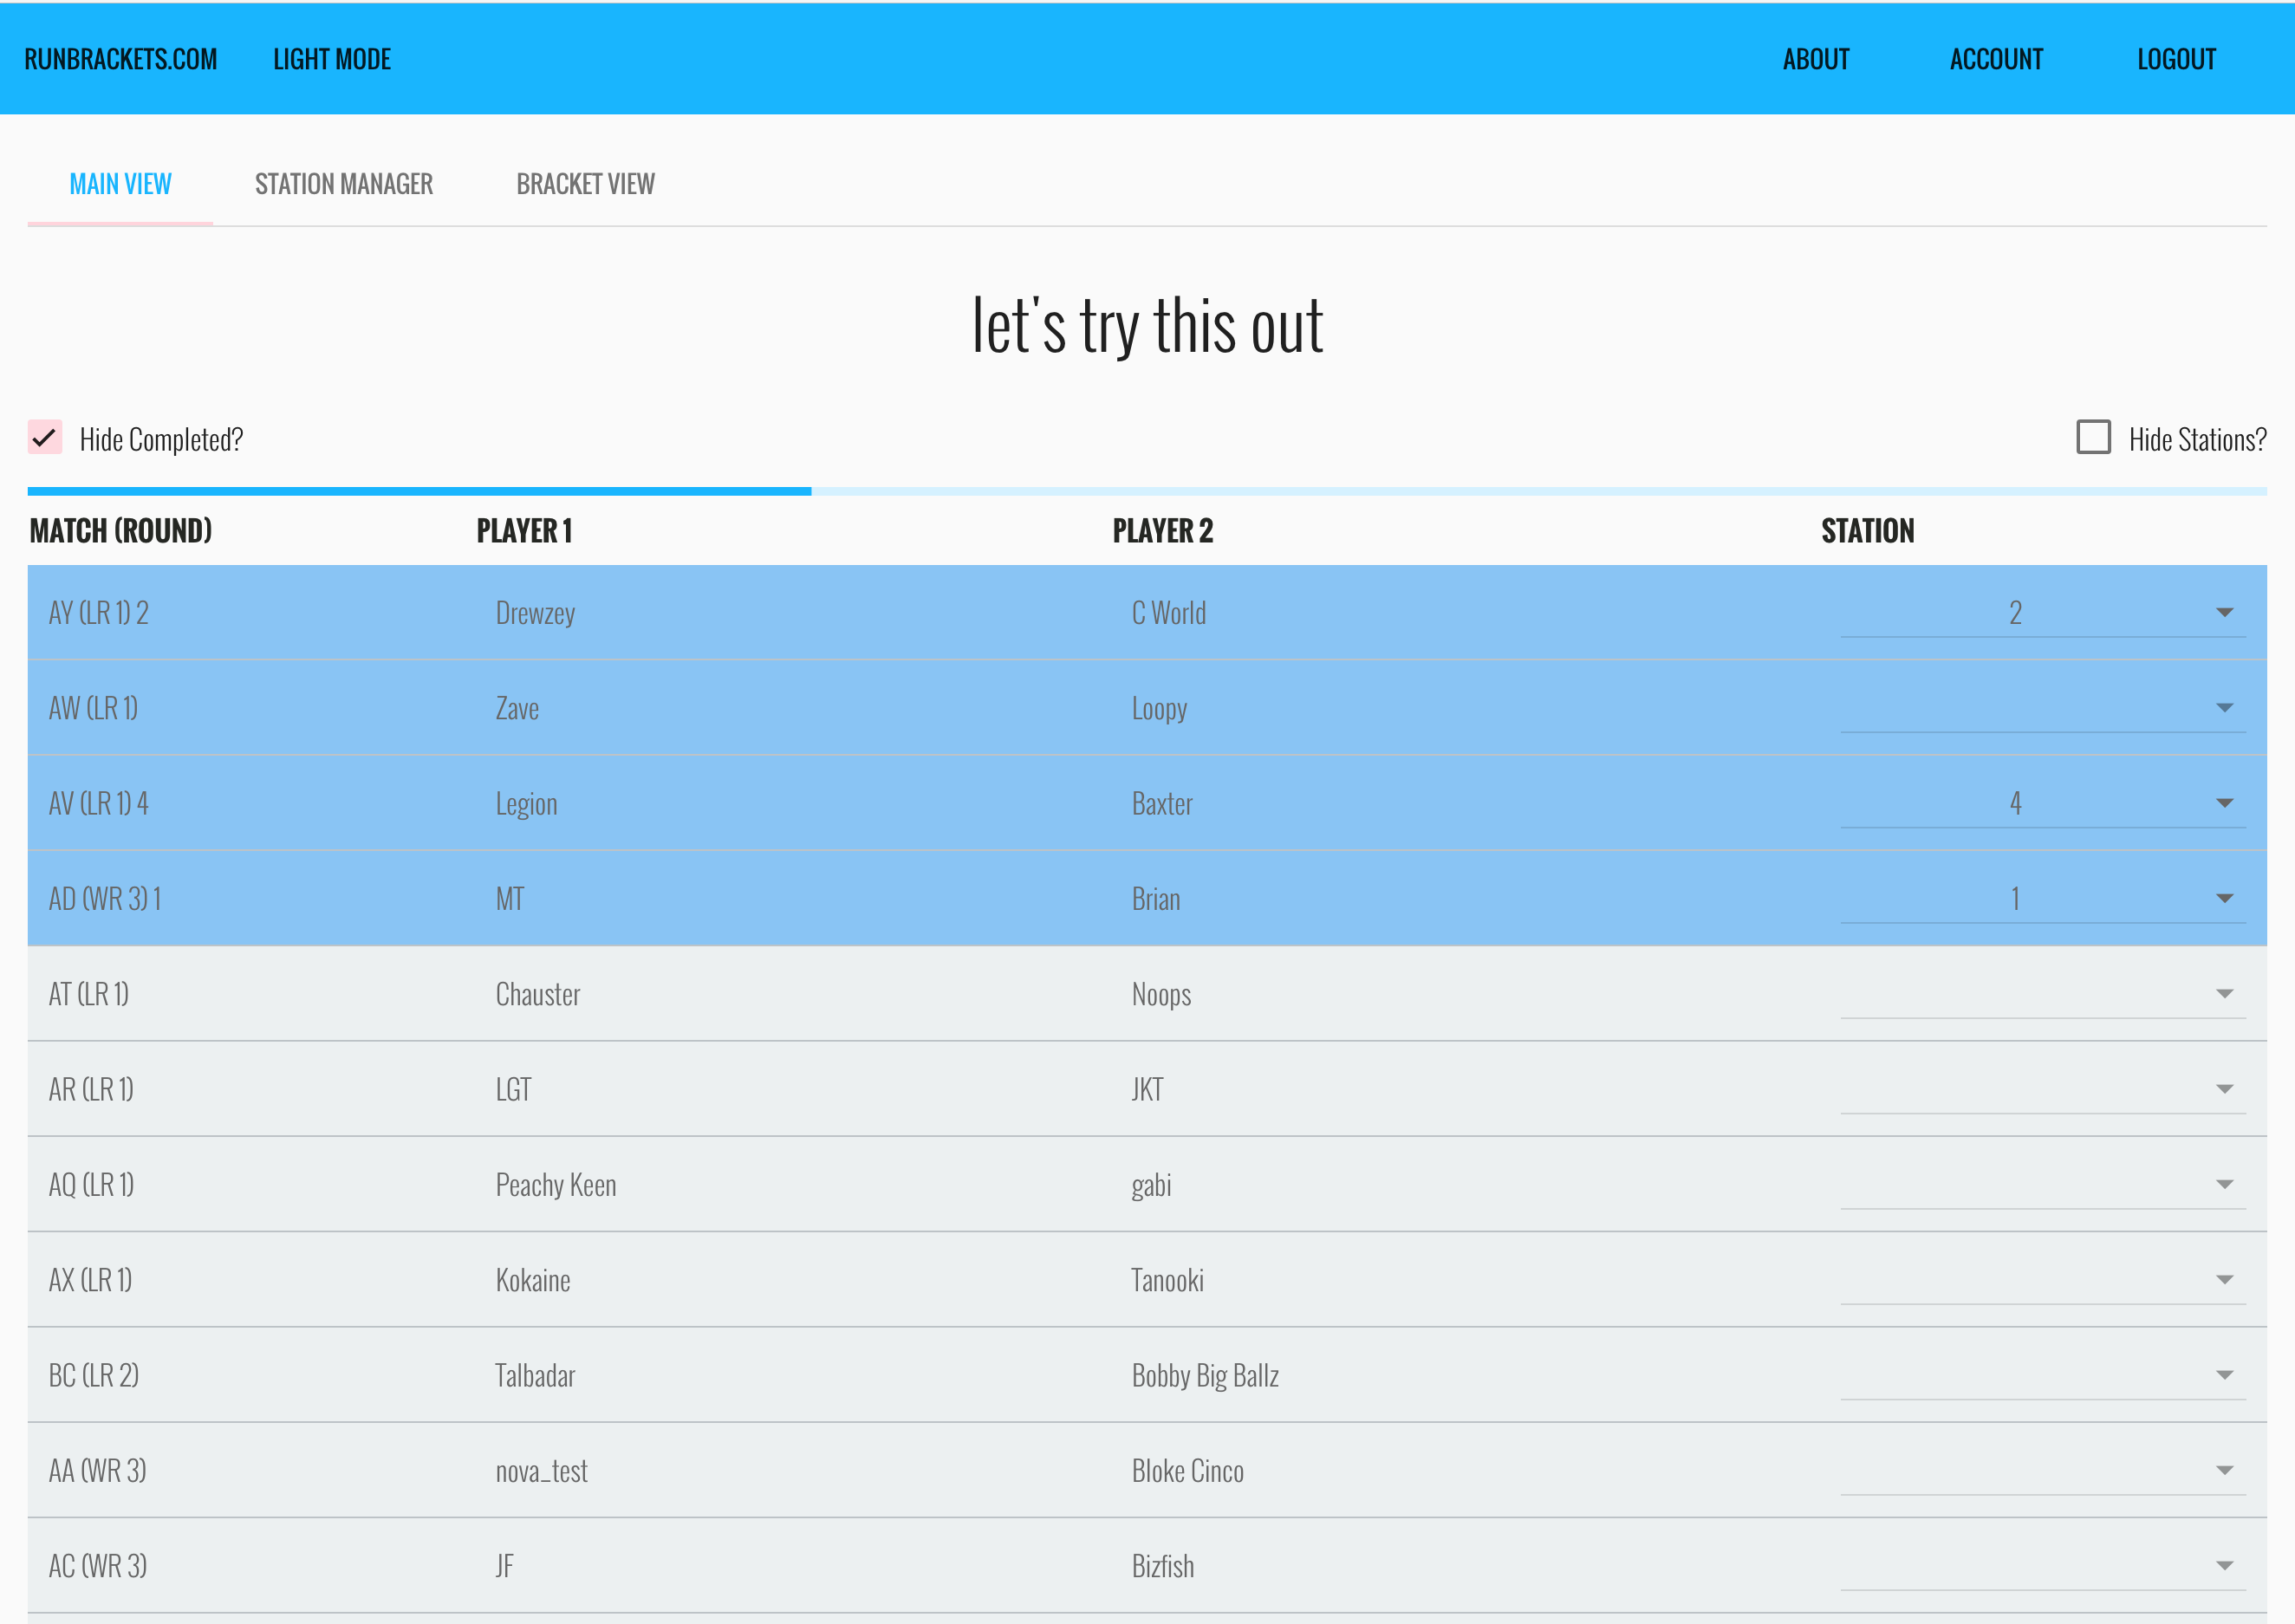 RUNBRACKETS.COM LIGHT MODE ABOUT ACCOUNT LOGOUT
MAIN VIEW STATION MANAGER BRACKET VIEW
let's try this out
Hide Completed? Hide Stations?
MATCH (ROUND) PLAYER 1 PLAYER 2 STATION
AY (LR 1) 2 Drewzey C World 2
AW (LR 1) Zave Loopy
AV (LR 1) 4 Legion Baxter 4
AD (WR 3) 1 MT Brian 1
AT (LR 1) Chauster Noops
AR (LR 1) LGT JKT
AQ (LR 1) Peachy Keen gabi
AX (LR 1) Kokaine Tanooki
BC (LR 2) Talbadar Bobby Big Ballz
AA (WR 3) nova_test Bloke Cinco
AC (WR 3) JF Bizfish